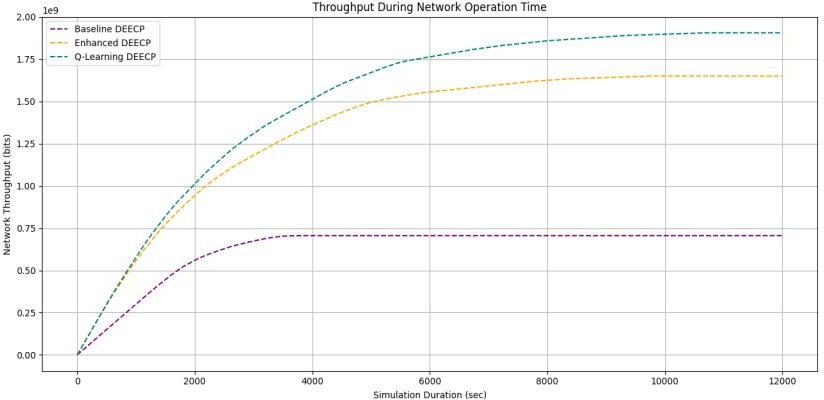 Throughput During Network Operation Time
1e9
2.00
1.75
1.50
1.25
1.00
0.75
0.50
0.25
0.00
Network Throughput (bits)
Baseline DEECP
Enhanced DEECP
Q-Learning DEECP
0 2000 4000 6000 8000 10000 12000
Simulation Duration (sec)